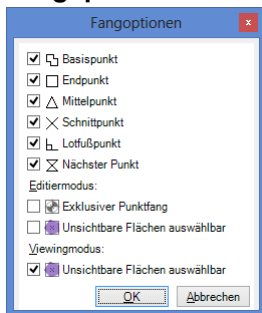 Fangoptionen
Basispunkt
Endpunkt
Mittelpunkt
Schnittpunkt
Lotfußpunkt
Nächster Punkt
Editiermodus:
Exklusiver Punktfang
Unsichtbare Flächen auswählbar
Viewingmodus:
Unsichtbare Flächen auswählbar
OK
Abbrechen